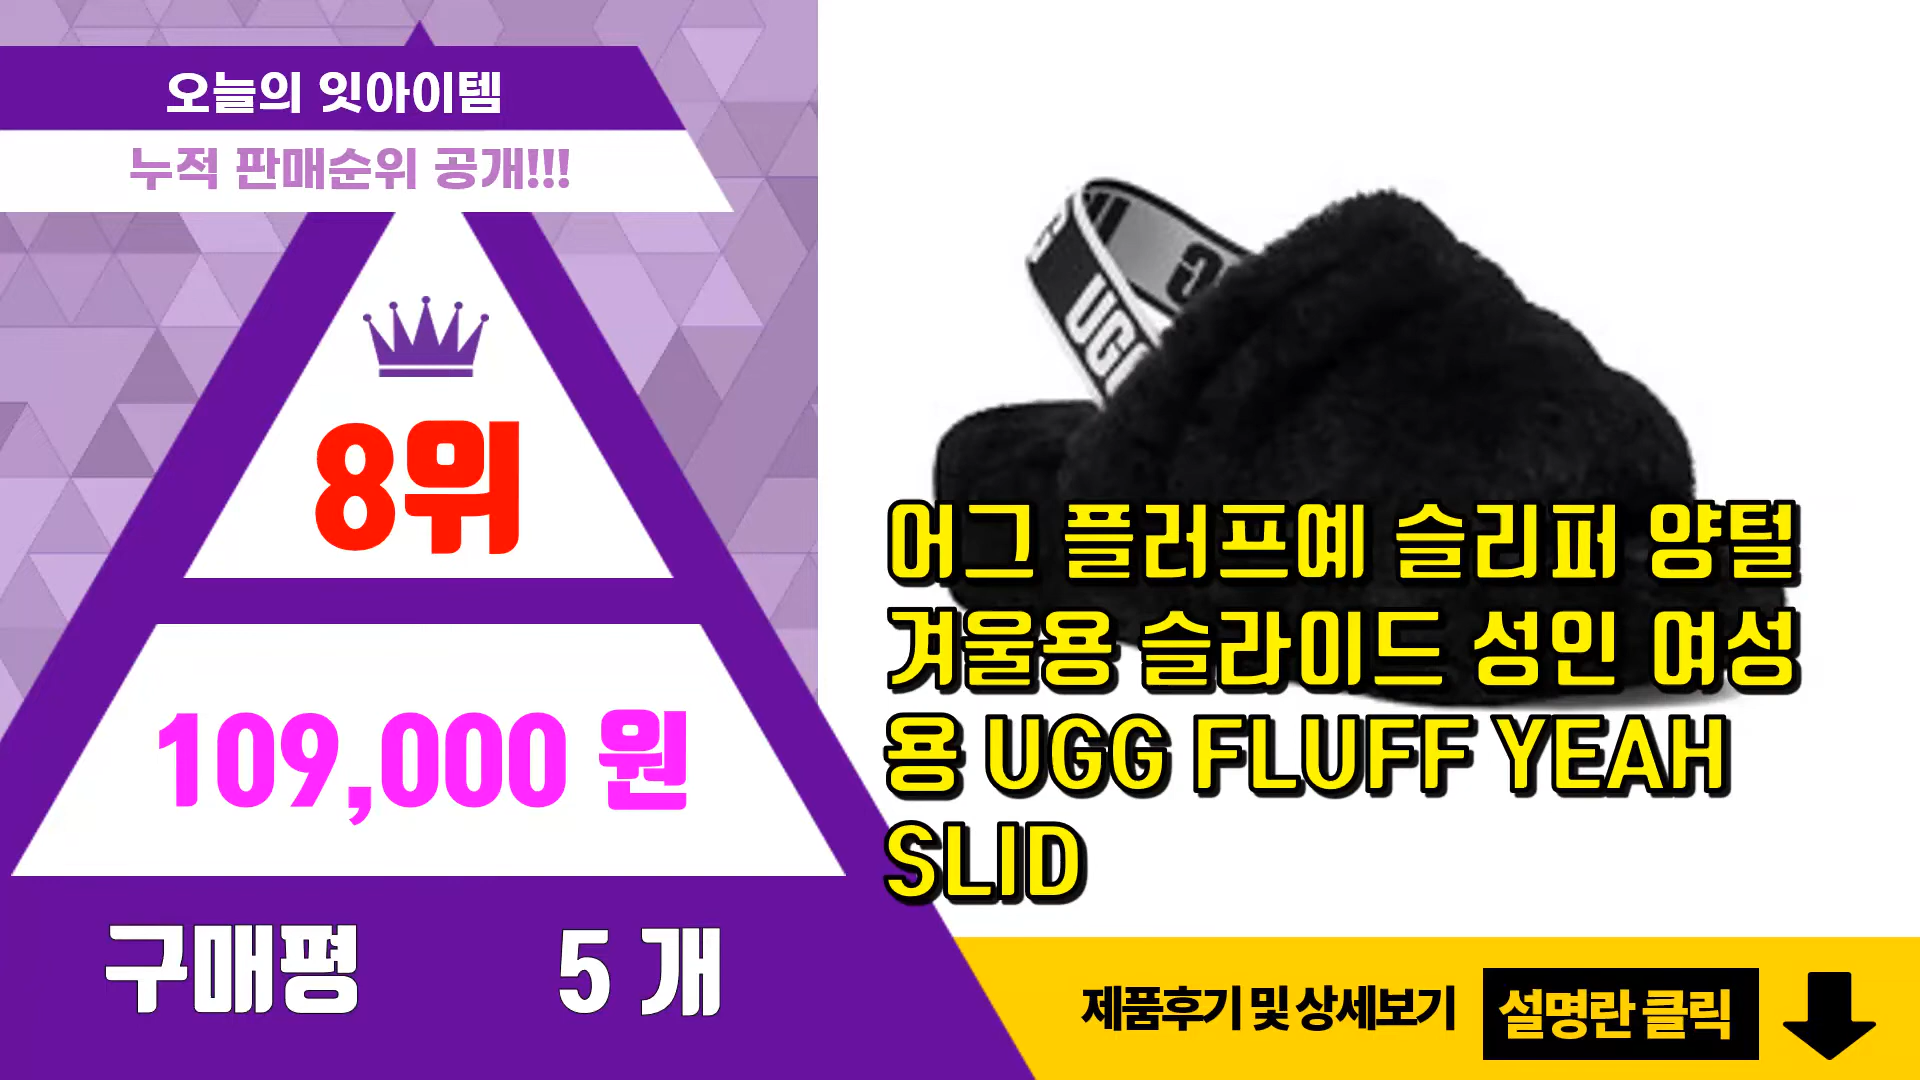 오늘의 잇아이템
누적 판매순위 공개!!!
8위
109,000 원
구매평 5 개
UGG
어그 플러프예 슬리퍼 양털
겨울용 슬라이드 성인 여성
용 UGG FLUFF YEAH
SLID
제품후기 및 상세보기 설명란 클릭